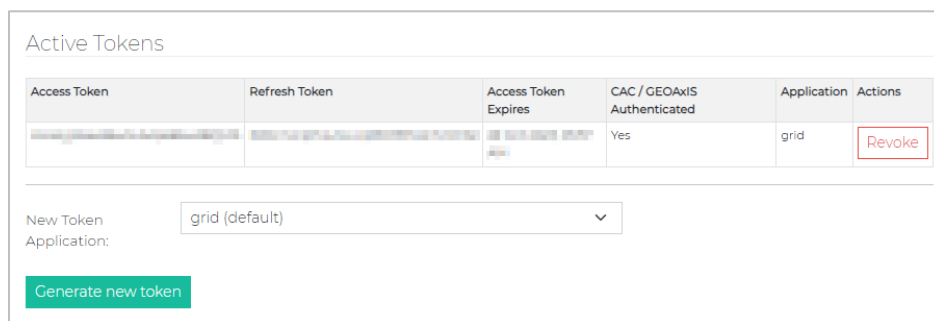 Active Tokens
Access Token Refresh Token Access Token Expires CAC / GEOAxIS Authenticated Application Actions
Yes grid Revoke
New Token Application: grid (default)
Generate new token